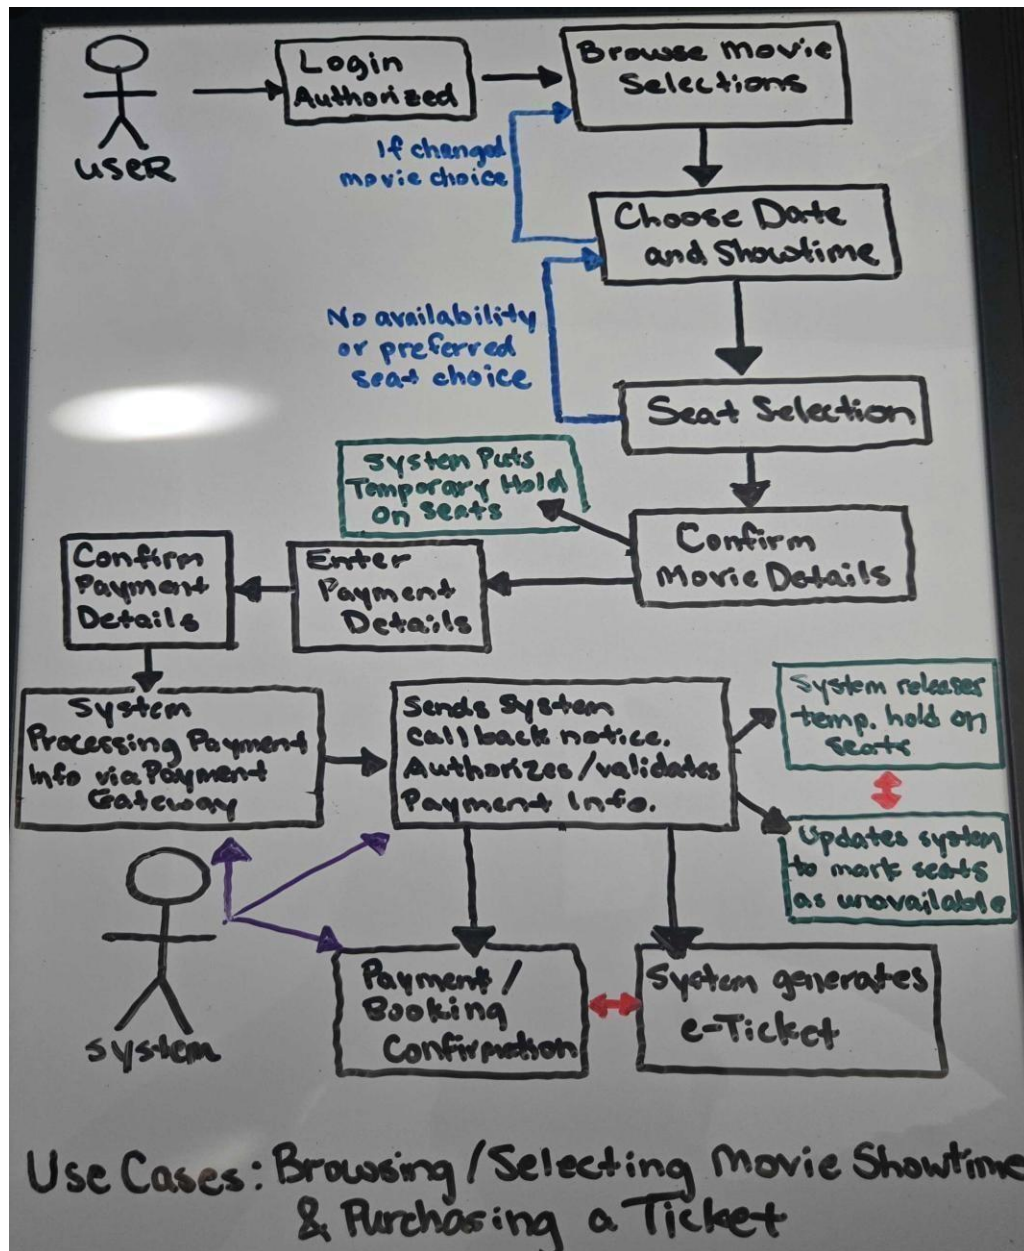 USER
Login
Authorized
Browse Movie
Selections
If changed
movie choice
Choose Date
and Showtime
No availability
or preferred
seat choice
Seat Selection
System Puts
Temporary Hold
on seats
Confirm
Movie Details
Enter
Payment
Details
Confirm
Payment
Details
System
Processing Payment
Info via Payment
Gateway
Sends System
callback notice.
Authorizes/validates
Payment Info.
System releaser
temp. hold on
seats
Updates system
to mark seats
as unavailable
system
Payment /
Booking
Confirmation
System generates
e-Ticket
Use Cases: Browsing/Selecting Movie Showtime
& Purchasing a Ticket